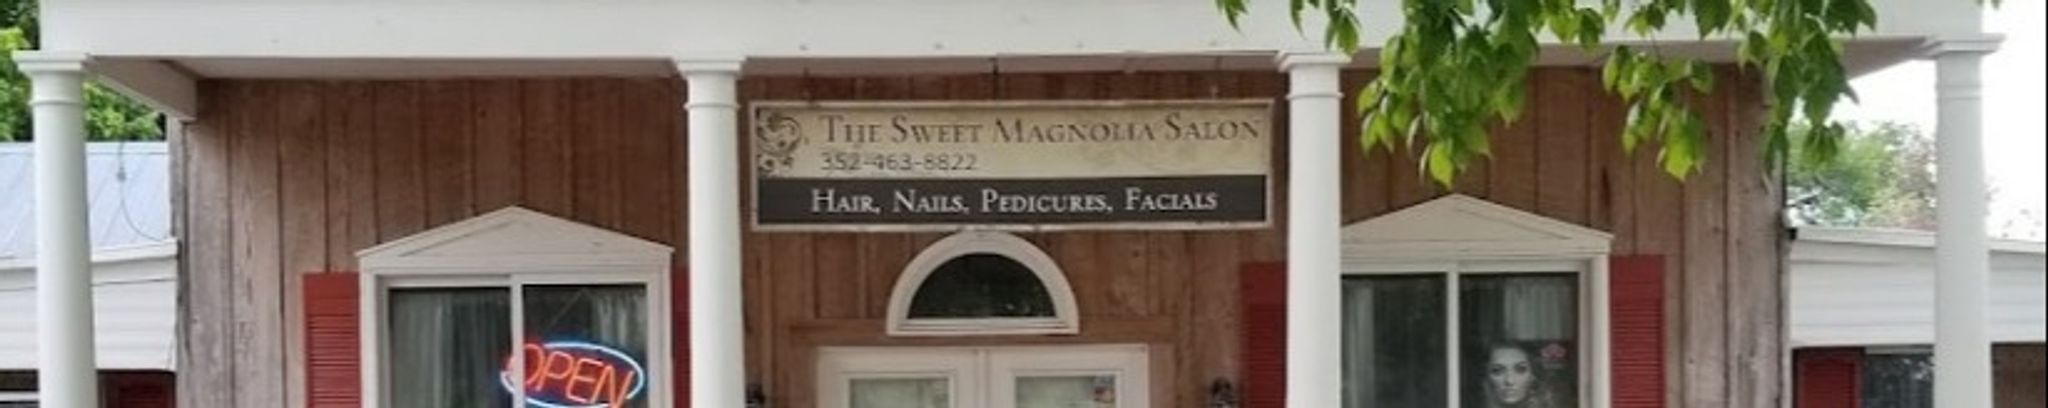 THE SWEET MAGNOLIA SALON
352-463-8822
HAIR, NAILS, PEDICURES, FACIALS
OPEN